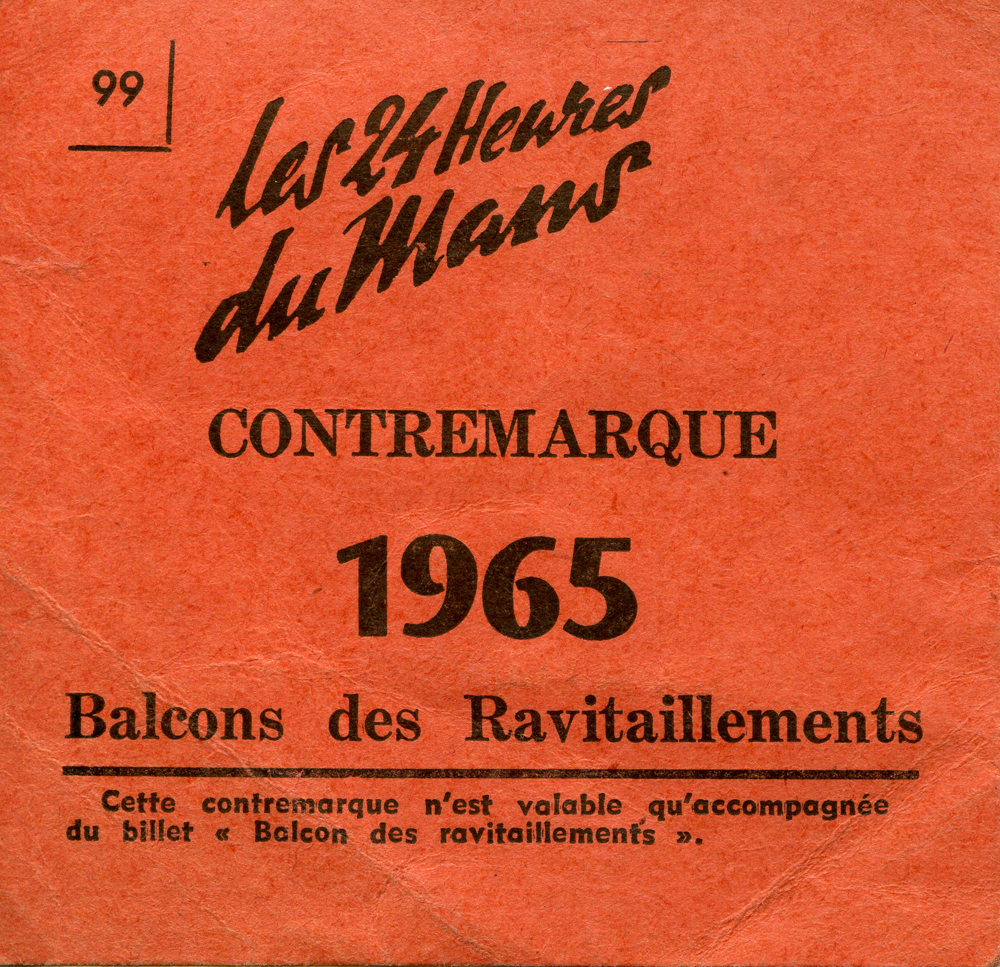 99
Les 24 Heures
du Mans
CONTREMARQUE
1965
Balcons des Ravitaillements
Cette contremarque n'est valable qu'accompagnée
du billet « Balcon des ravitaillements ».